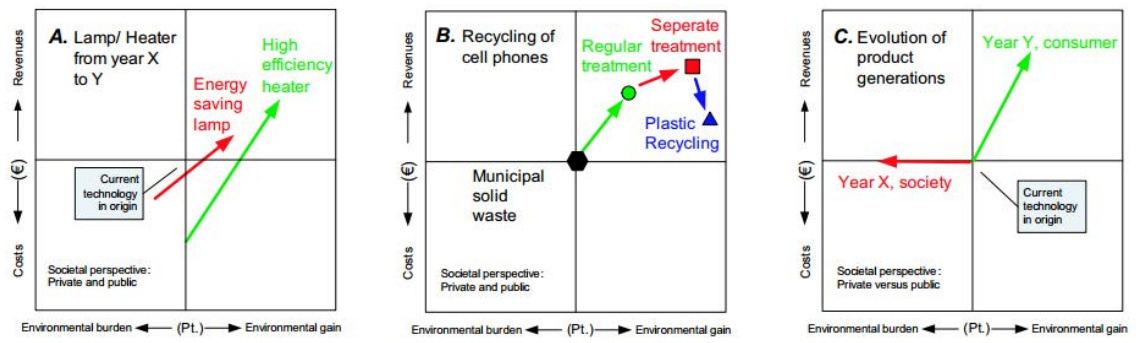 A. Lamp/ Heater
from year X
to Y
High
efficiency
heater
Energy
saving
lamp
Current
technology
in origin
Societal perspective:
Private and public
Revenues
(€)
Costs
Environmental burden (Pt.) Environmental gain
B. Recycling of
cell phones
Seperate
treatment
Regular
treatment
Plastic
Recycling
Municipal
solid
waste
Societal perspective:
Private and public
Revenues
(€)
Costs
Environmental burden (Pt.) Environmental gain
C. Evolution of
product
generations
Year Y, consumer
Year X, society
Current
technology
in origin
Societal perspective:
Private versus public
Revenues
(€)
Costs
Environmental burden (Pt.) Environmental gain